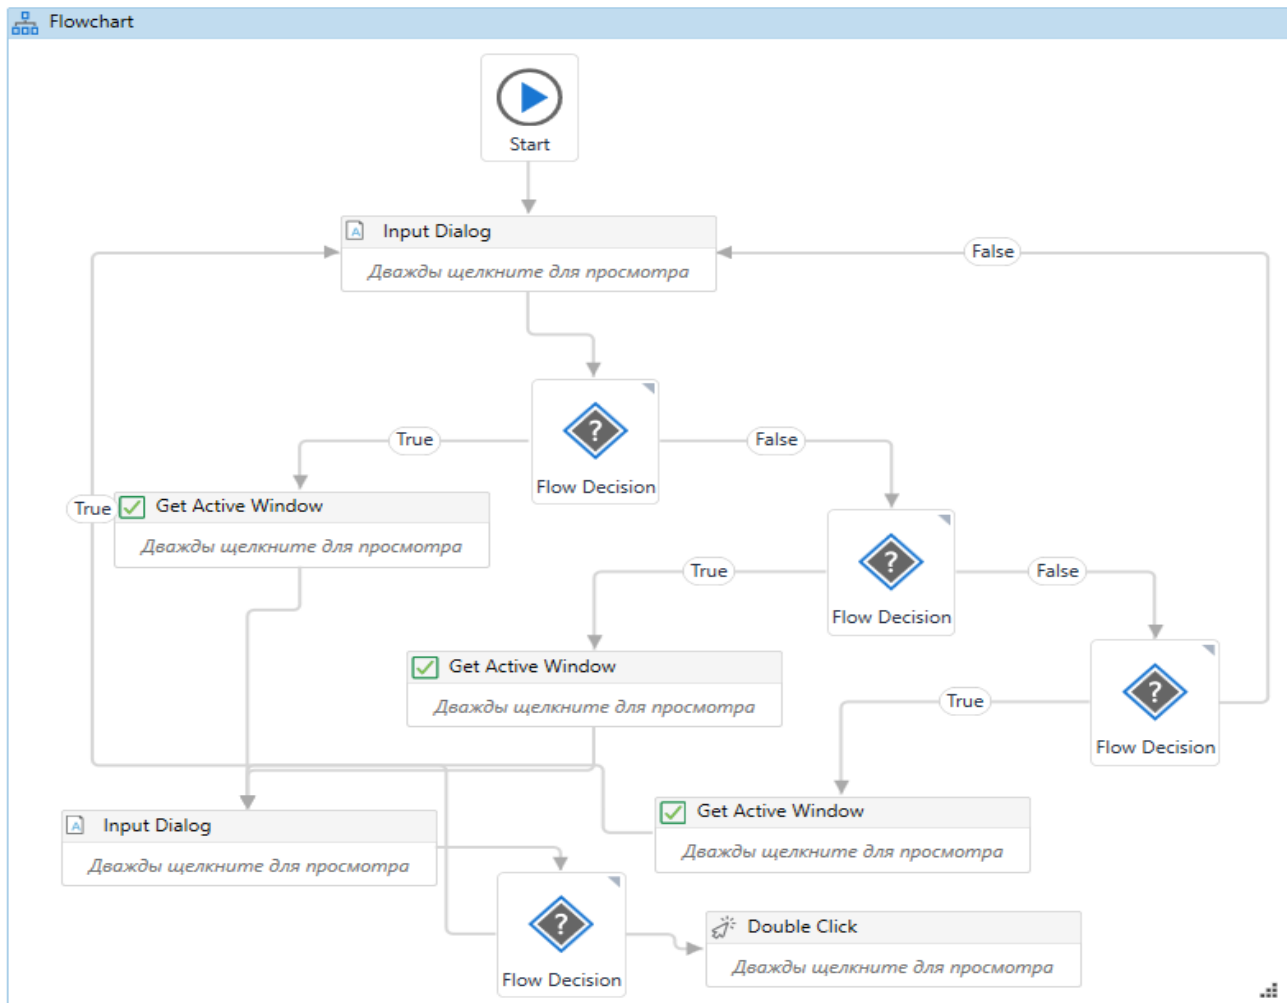 Flowchart
Start
Input Dialog
Дважды щелкните для просмотра
False
Flow Decision
True
False
True
Get Active Window
Дважды щелкните для просмотра
Flow Decision
True
False
Get Active Window
Дважды щелкните для просмотра
Flow Decision
True
Get Active Window
Дважды щелкните для просмотра
Input Dialog
Дважды щелкните для просмотра
Flow Decision
Double Click
Дважды щелкните для просмотра